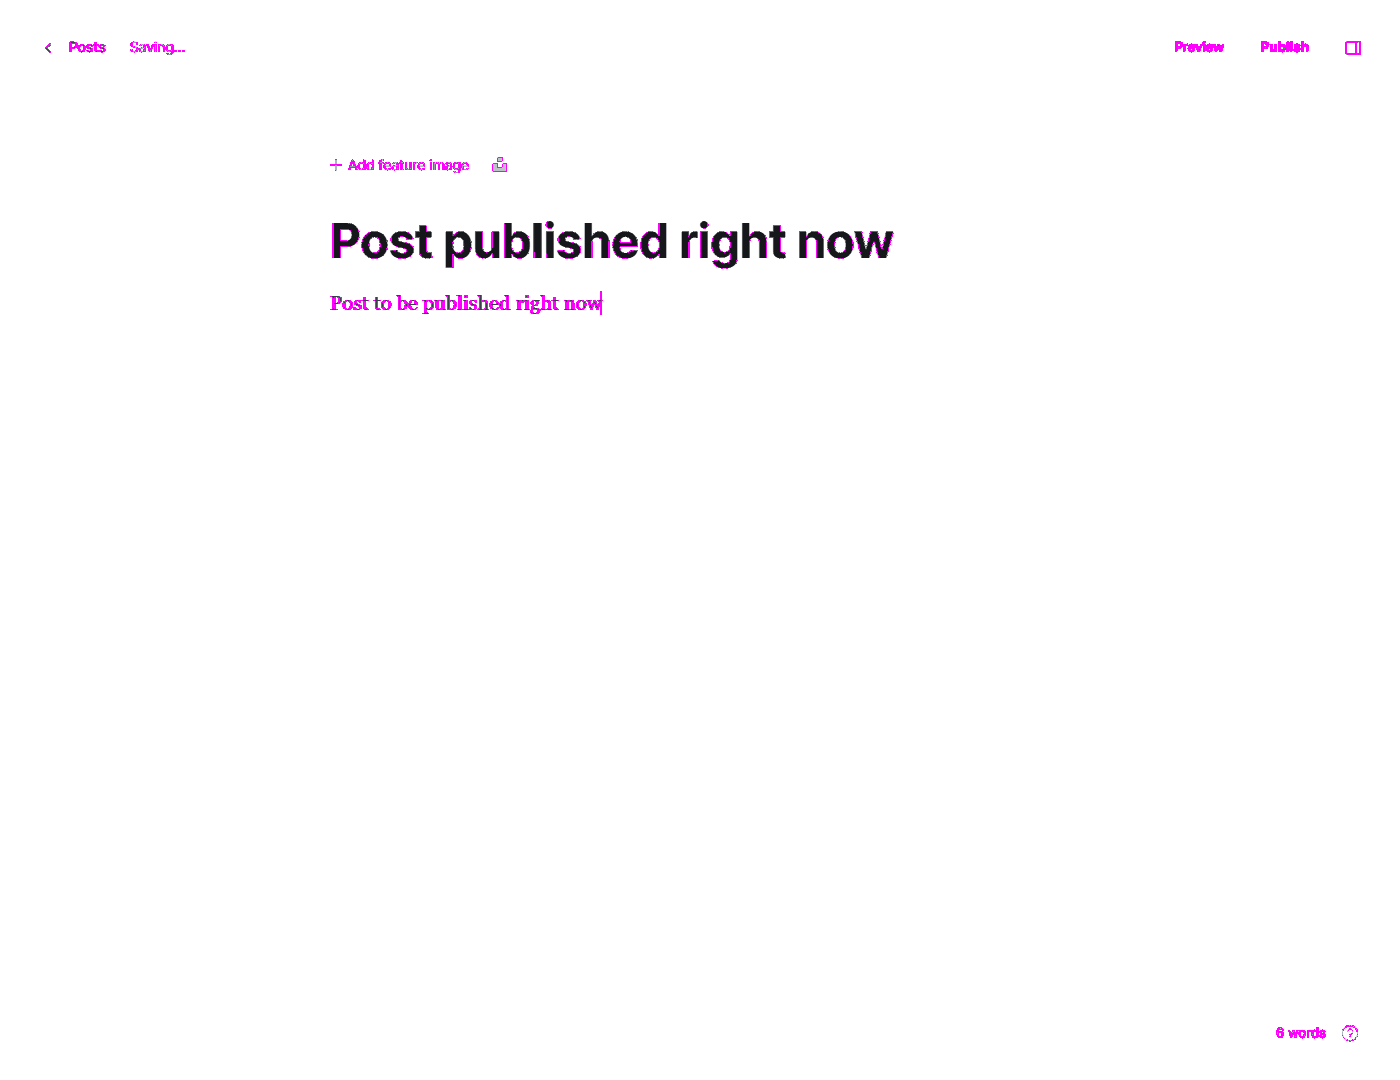 Posts Saving... Preview Publish
Add feature image
Post published right now
Post to be published right now
6 words